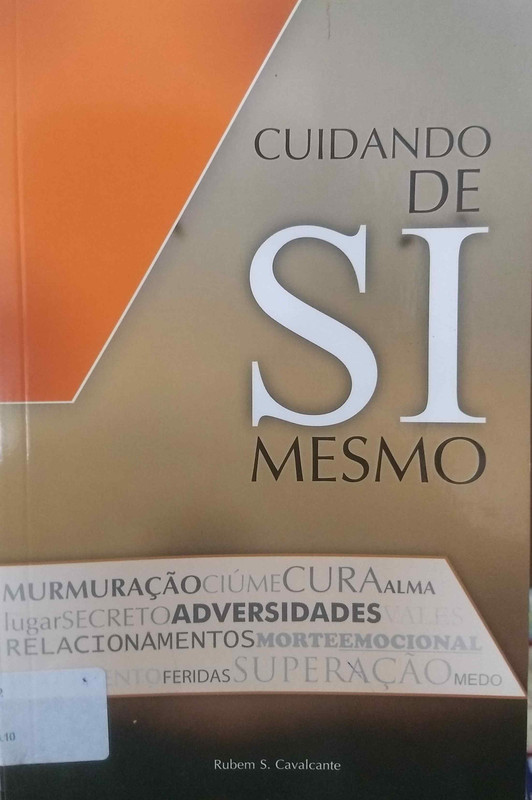 CUIDANDO
DE
SI
MESMO
MURMURAÇÃO CIÚME CURA ALMA
lugar SECRETO ADVERSIDADES VALES
RELACIONAMENTOS MORTE EMOCIONAL
FERIDAS SUPERAÇÃO MEDO
Rubem S. Cavalcante